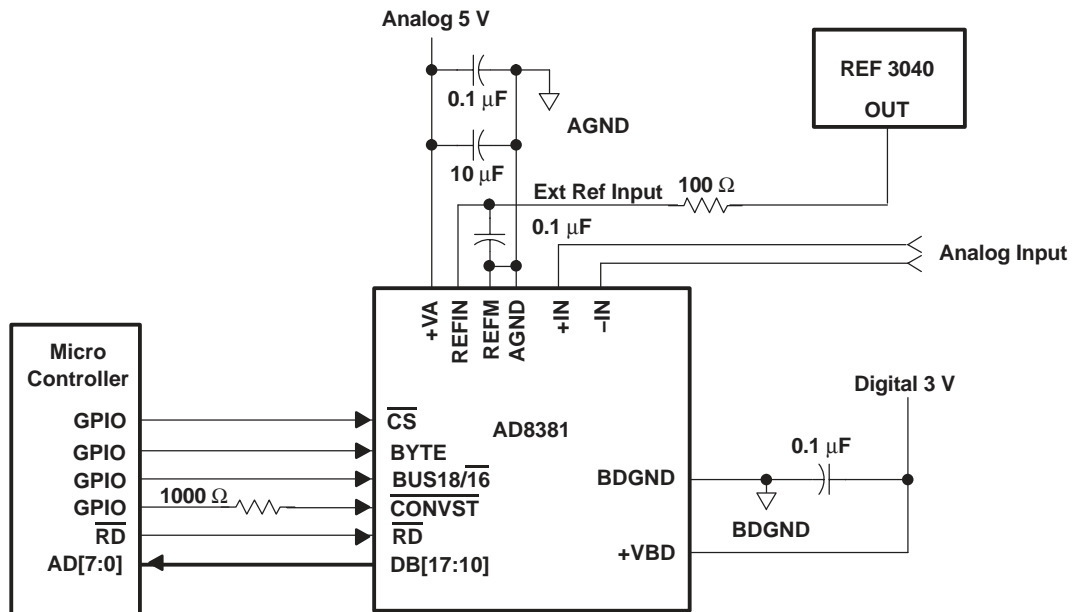 Analog 5 V
0.1 μF
AGND
10 μF
REF 3040
OUT
Ext Ref Input
100 Ω
0.1 μF
Analog Input
+VA
REFIN
REFM
AGND
+IN
−IN
Micro
Controller
GPIO
GPIO
GPIO
GPIO
RD
AD[7:0]
1000 Ω
CS
BYTE
BUS18/16
CONVST
RD
DB[17:10]
AD8381
BDGND
+VBD
Digital 3 V
0.1 μF
BDGND